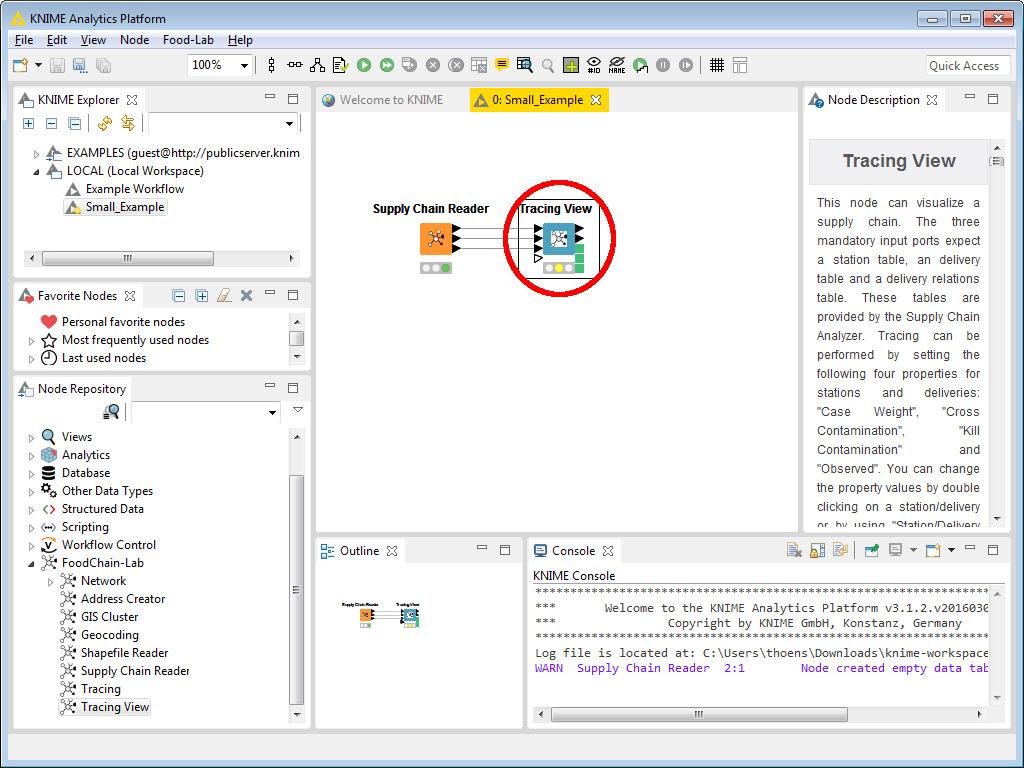 KNIME Analytics Platform
File Edit View Node Food-Lab Help
100% #ID NAME Quick Access
KNIME Explorer
EXAMPLES (guest@http://publicserver.knim
LOCAL (Local Workspace)
Example Workflow
Small_Example
Favorite Nodes
Personal favorite nodes
Most frequently used nodes
Last used nodes
Node Repository
Views
Analytics
Database
Other Data Types
Structured Data
Scripting
Workflow Control
FoodChain-Lab
Network
Address Creator
GIS Cluster
Geocoding
Shapefile Reader
Supply Chain Reader
Tracing
Tracing View
Welcome to KNIME
0: Small_Example
Supply Chain Reader
Tracing View
Outline
Supply Chain Reader
Tracing View
Console
KNIME Console
***************************************************************
*** Welcome to the KNIME Analytics Platform v3.1.2.v2016030
*** Copyright by KNIME GmbH, Konstanz, Germany
***************************************************************
Log file is located at: C:\Users\thoens\Downloads\knime-workspace
WARN Supply Chain Reader 2:1 Node created empty data tab
Node Description
Tracing View
This node can visualize a
supply chain. The three
mandatory input ports expect
a station table, an delivery
table and a delivery relations
table. These tables are
provided by the Supply Chain
Analyzer. Tracing can be
performed by setting the
following four properties for
stations and deliveries:
"Case Weight", "Cross
Contamination", "Kill
Contamination" and
"Observed". You can change
the property values by double
clicking on a station/delivery
or by using "Station/Delivery